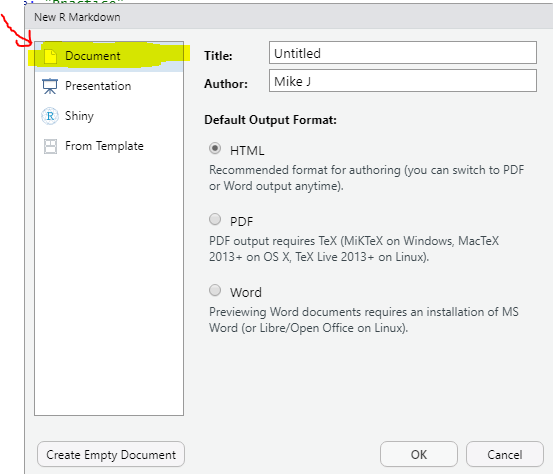 "Practice"
New R Markdown
Document
Presentation
Shiny
From Template
Title:
Untitled
Author:
Mike J
Default Output Format:
HTML
Recommended format for authoring (you can switch to PDF
or Word output anytime).
PDF
PDF output requires TeX (MiKTeX on Windows, MacTeX
2013+ on OS X, TeX Live 2013+ on Linux).
Word
Previewing Word documents requires an installation of MS
Word (or Libre/Open Office on Linux).
Create Empty Document
OK
Cancel